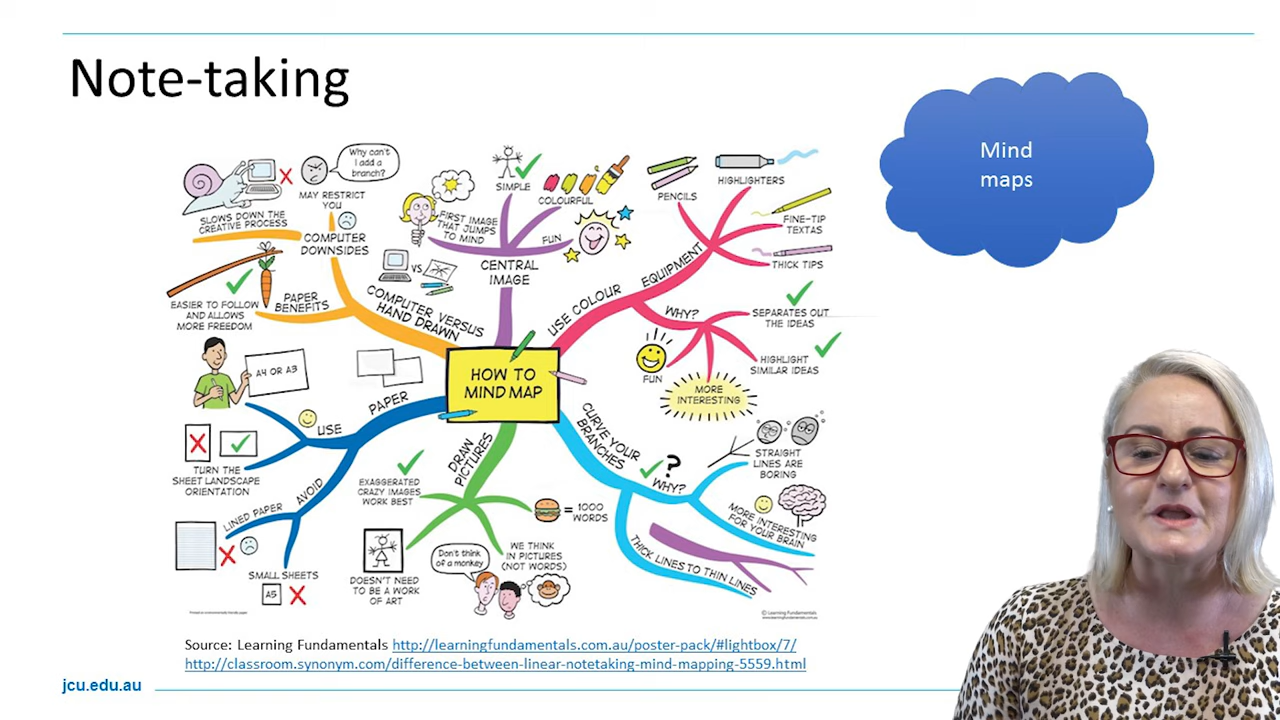 Note-taking
Mind
maps
Why can't
I add a
branch?
MAY RESTRICT
YOU
SLOWS DOWN THE
CREATIVE PROCESS
COMPUTER
DOWNSIDES
EASIER TO FOLLOW
AND ALLOWS
MORE FREEDOM
PAPER
BENEFITS
COMPUTER VERSUS
HAND DRAWN
VS
FIRST IMAGE
THAT JUMPS
TO MIND
SIMPLE
COLOURFUL
FUN
CENTRAL
IMAGE
PENCILS
HIGHLIGHTERS
FINE-TIP
TEXTAS
THICK TIPS
EQUIPMENT
USE COLOUR
WHY?
SEPARATES OUT
THE IDEAS
HIGHLIGHT
SIMILAR IDEAS
FUN
MORE
INTERESTING
HOW TO
MIND MAP
A4 OR A3
PAPER
USE
TURN THE
SHEET LANDSCAPE
ORIENTATION
AVOID
LINED PAPER
SMALL SHEETS
A5
DRAW
PICTURES
EXAGGERATED
CRAZY IMAGES
WORK BEST
= 1000
WORDS
DOESN'T NEED
TO BE A WORK
OF ART
Don't think
of a monkey
WE THINK
IN PICTURES
(NOT WORDS)
CURVE YOUR
BRANCHES
?
WHY?
STRAIGHT
LINES ARE
BORING
MORE INTERESTING
FOR YOUR BRAIN
THICK LINES TO THIN LINES
© Learning Fundamentals
www.learningfundamentals.com.au
Source: Learning Fundamentals http://learningfundamentals.com.au/poster-pack/#lightbox/7/
http://classroom.synonym.com/difference-between-linear-notetaking-mind-mapping-5559.html
jcu.edu.au